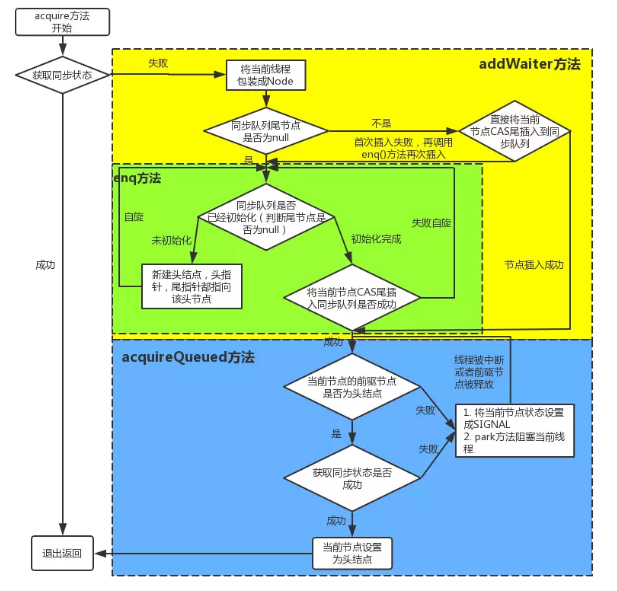 acquire方法
开始
获取同步状态
失败
将当前线程
包装成Node
addWaiter方法
同步队列尾节点
是否为null
不是
直接将当前
节点CAS尾插入到同
步队列
首次插入失败，再调用
enq()方法再次插入
是
enq方法
同步队列是否
已经初始化（判断尾节点是
否为null）
自旋
失败自旋
未初始化
初始化完成
新建头结点，头指
针，尾指针都指向
该头节点
将当前节点CAS尾插
入同步队列是否成功
节点插入成功
成功
成功
acquireQueued方法
线程被中断
或者前驱节
点被释放
当前节点的前驱节点
是否为头结点
失败
1. 将当前节点状态设置
成SIGNAL
2. park方法阻塞当前线
程
是
失败
获取同步状态是否
成功
成功
当前节点设置
为头结点
退出返回